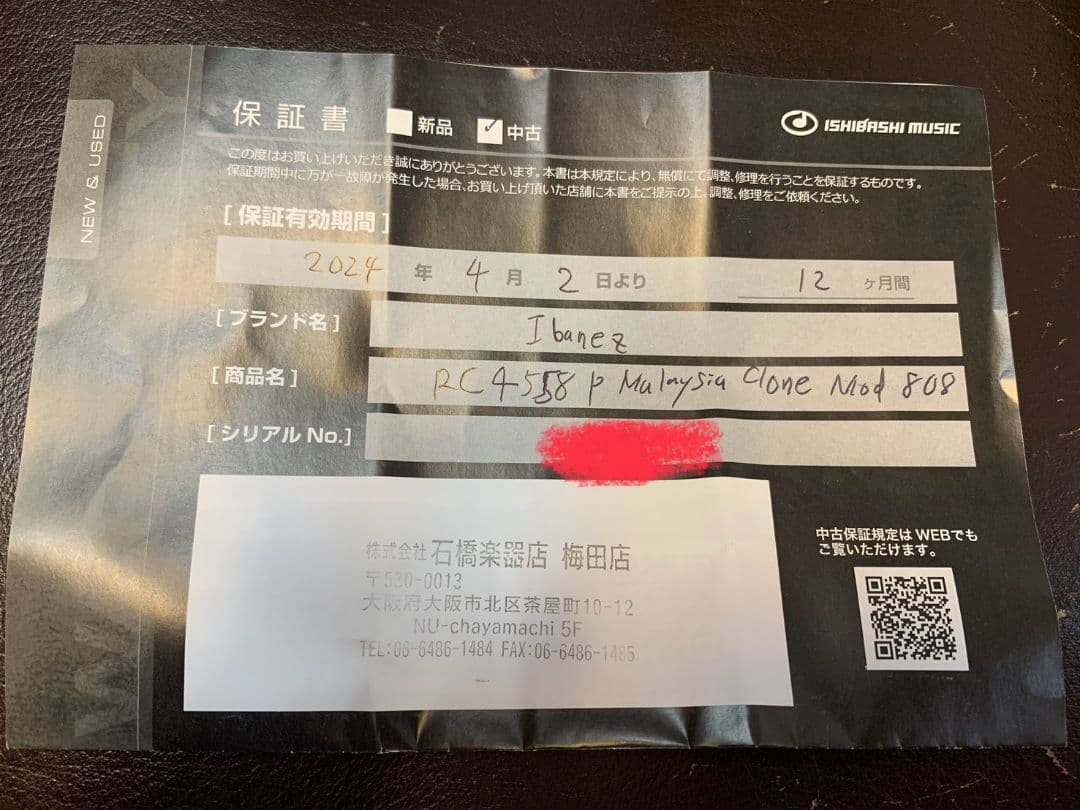 NEW & USED
保証書 新品 中古 ISHIBASHI MUSIC
この度はお買い上げいただき誠にありがとうございます。本書は本規定により、無償にて調整、修理を行うことを保証するものです。
保証期間中に万が一故障が発生した場合、お買い上げ頂いた店舗に本書をご提示の上、調整、修理をご依頼ください。
[保証有効期間]
2024 年 4 月 2 日より 12 ヶ月間
[ブランド名] Ibanez
[商品名] RC4558p Malaysia Clone Mod 808
[シリアルNo.]
株式会社 石橋楽器店 梅田店
〒530-0013
大阪府大阪市北区茶屋町10-12
NU-chayamachi 5F
TEL:06-6486-1484 FAX:06-6486-1485
中古保証規定はWEBでも
ご覧いただけます。